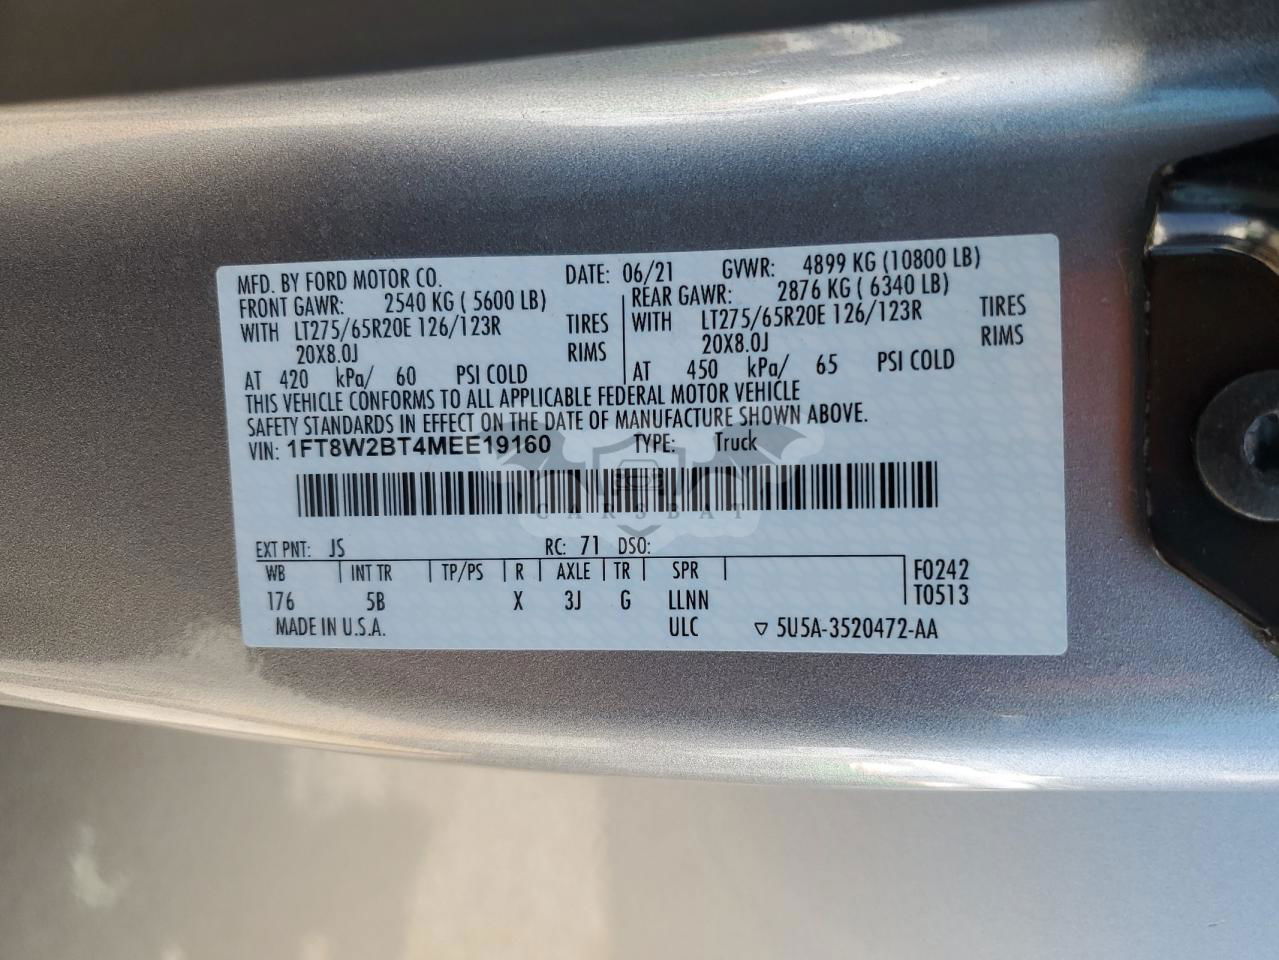 MFD. BY FORD MOTOR CO. DATE: 06/21 GVWR: 4899 KG (10800 LB)
FRONT GAWR: 2540 KG ( 5600 LB) REAR GAWR: 2876 KG ( 6340 LB)
WITH LT275/65R20E 126/123R TIRES WITH LT275/65R20E 126/123R TIRES
20X8.0J RIMS 20X8.0J RIMS
AT 420 kPa/ 60 PSI COLD AT 450 kPa/ 65 PSI COLD
THIS VEHICLE CONFORMS TO ALL APPLICABLE FEDERAL MOTOR VEHICLE
SAFETY STANDARDS IN EFFECT ON THE DATE OF MANUFACTURE SHOWN ABOVE.
VIN: 1FT8W2BT4MEE19160 TYPE: Truck
CARSBAT
EXT PNT: JS RC: 71 DSO:
WB INT TR TP/PS R AXLE TR SPR F0242
176 5B X 3J G LLNN T0513
MADE IN U.S.A. ULC ▽ 5U5A-3520472-AA